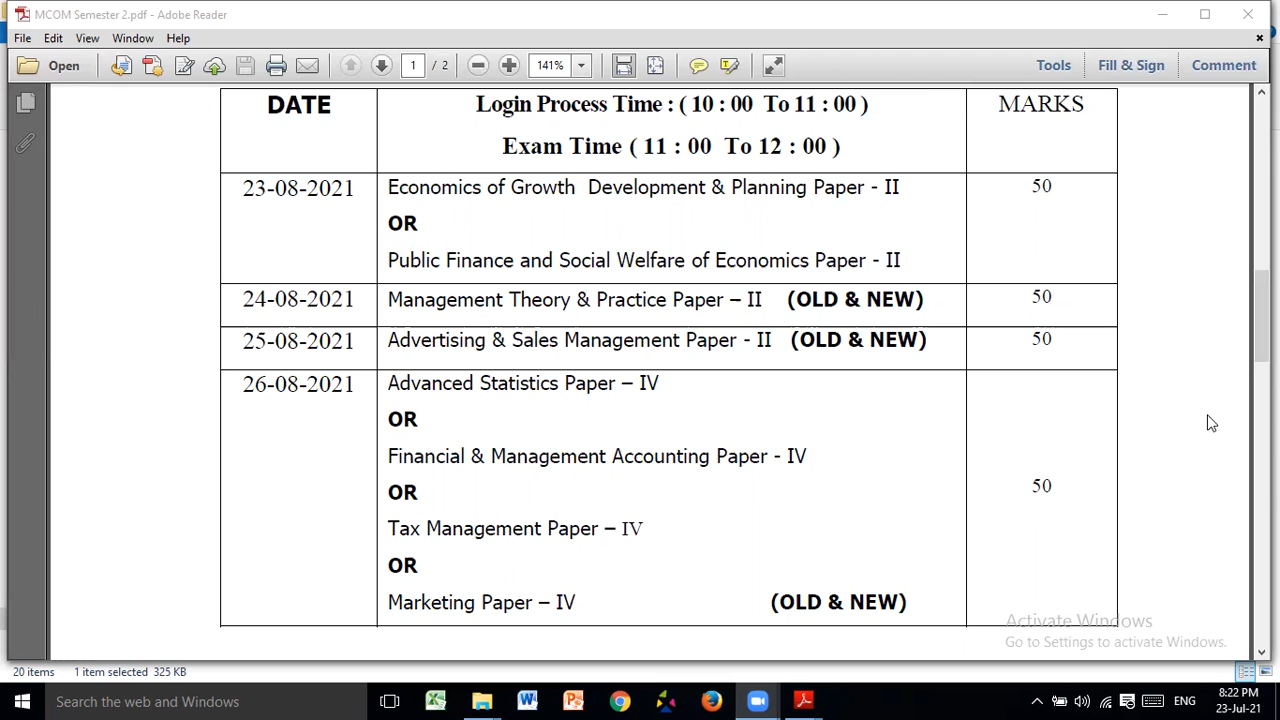 MCOM Semester 2.pdf - Adobe Reader
File Edit View Window Help
Open 1 / 2 141% Tools Fill & Sign Comment
DATE
Login Process Time : ( 10 : 00 To 11 : 00 )
MARKS
Exam Time ( 11 : 00 To 12 : 00 )
23-08-2021 Economics of Growth Development & Planning Paper - II 50
OR
Public Finance and Social Welfare of Economics Paper - II
24-08-2021 Management Theory & Practice Paper – II (OLD & NEW) 50
25-08-2021 Advertising & Sales Management Paper - II (OLD & NEW) 50
26-08-2021 Advanced Statistics Paper – IV
OR
Financial & Management Accounting Paper - IV
OR
50
Tax Management Paper – IV
OR
Marketing Paper – IV (OLD & NEW)
Activate Windows
Go to Settings to activate Windows.
20 items 1 item selected 325 KB
Search the web and Windows
ENG
8:22 PM
23-Jul-21